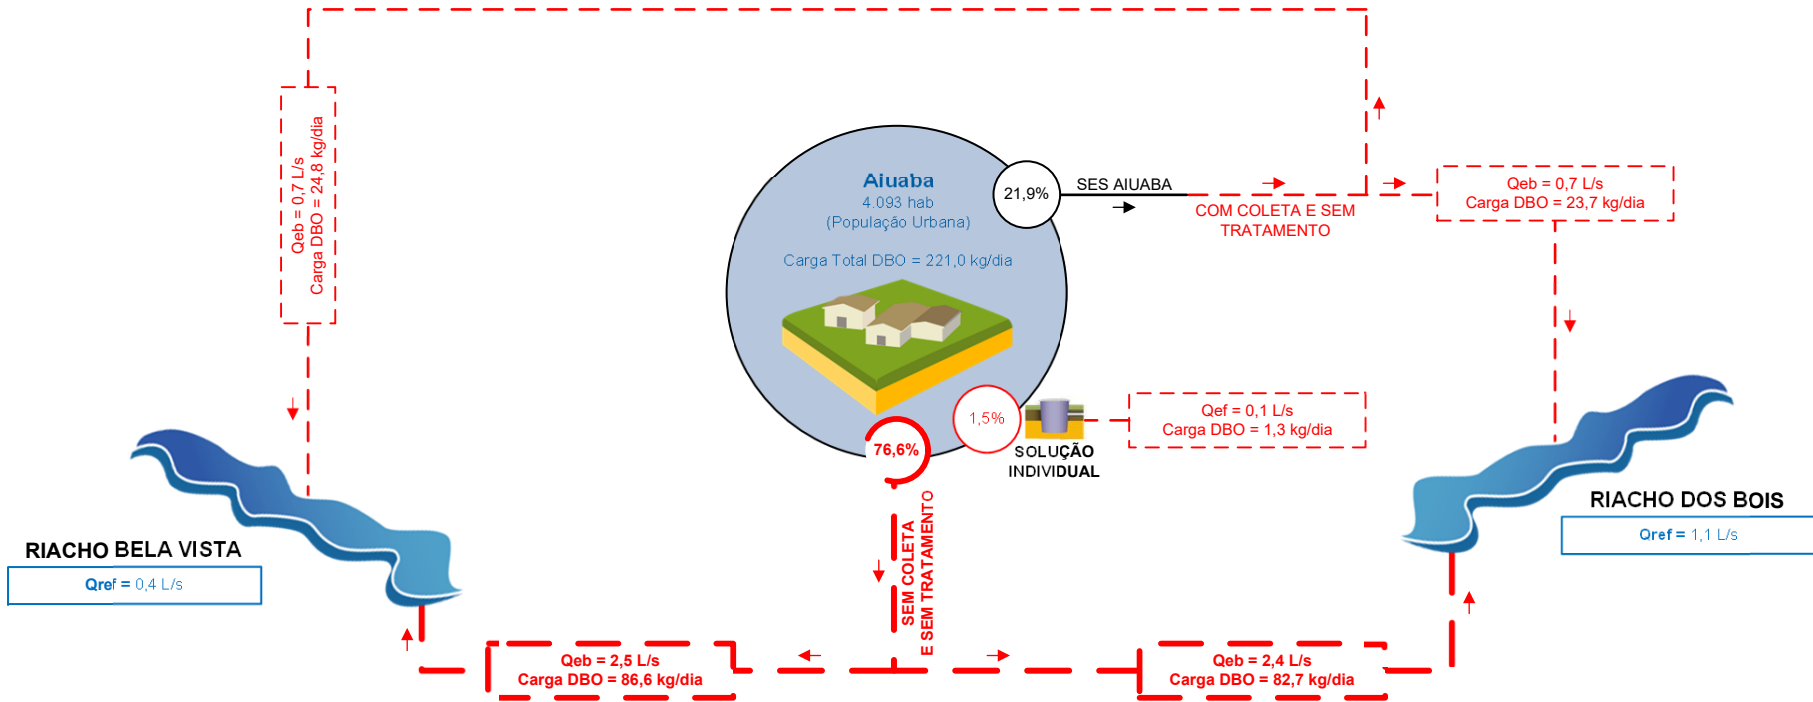 Qeb = 0,7 L/s
Carga DBO = 24,8 kg/dia
Aiuaba
4.093 hab
(População Urbana)
Carga Total DBO = 221,0 kg/dia
21,9%
SES AIUABA
COM COLETA E SEM
TRATAMENTO
Qeb = 0,7 L/s
Carga DBO = 23,7 kg/dia
1,5%
SOLUÇÃO
INDIVIDUAL
Qef = 0,1 L/s
Carga DBO = 1,3 kg/dia
76,6%
SEM COLETA
E SEM TRATAMENTO
RIACHO BELA VISTA
Qref = 0,4 L/s
RIACHO DOS BOIS
Qref = 1,1 L/s
Qeb = 2,5 L/s
Carga DBO = 86,6 kg/dia
Qeb = 2,4 L/s
Carga DBO = 82,7 kg/dia